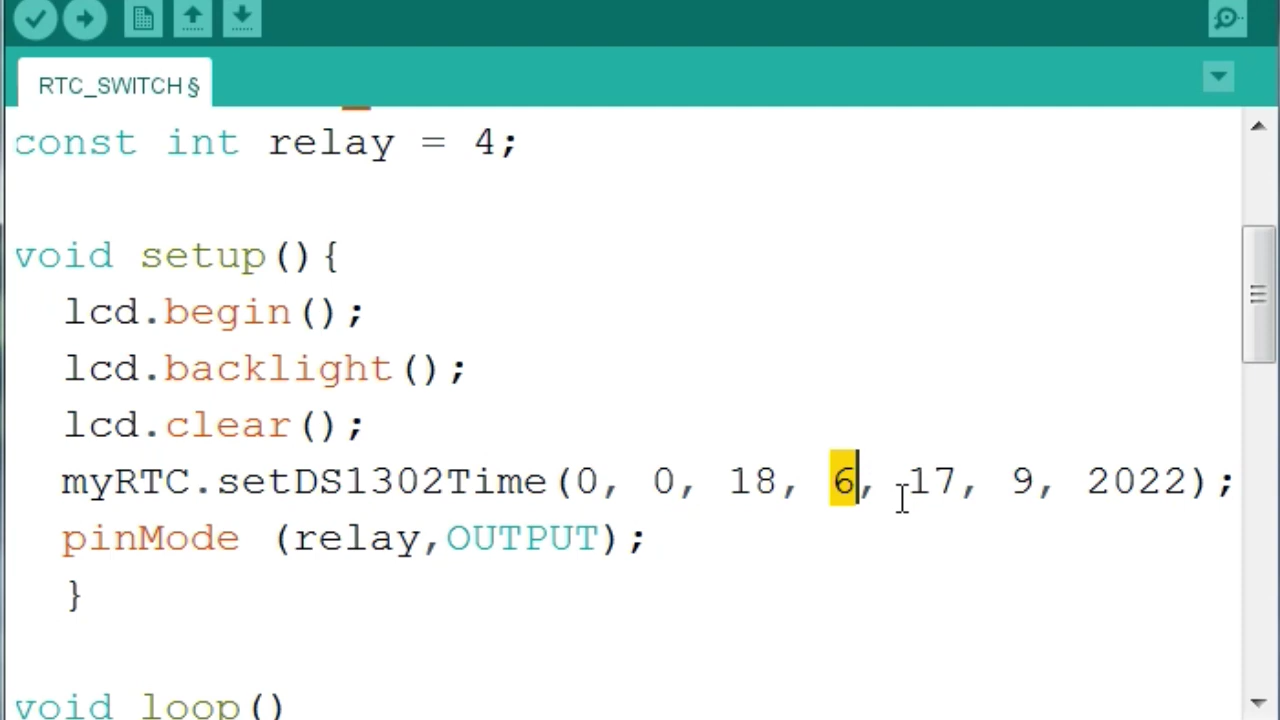 RTC_SWITCH §
const int relay = 4;
void setup(){
lcd.begin();
lcd.backlight();
lcd.clear();
myRTC.setDS1302Time(0, 0, 18, 6, 17, 9, 2022);
pinMode (relay,OUTPUT);
}
void loop()